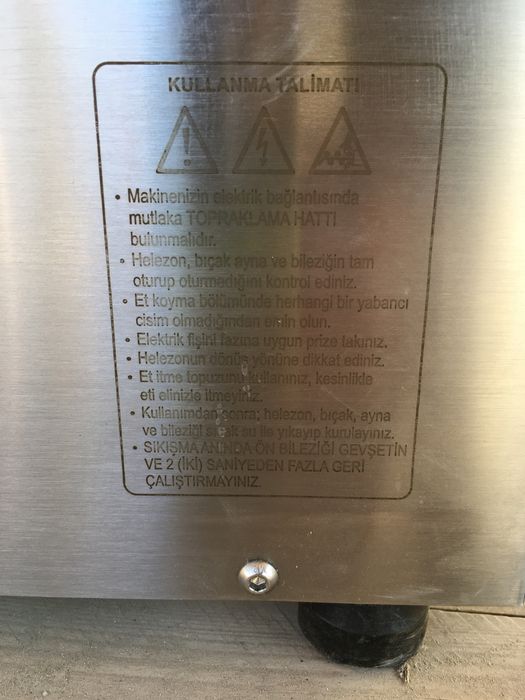 KULLANMA TALİMATI
• Makinenizin elektrik bağlantısında
mutlaka TOPRAKLAMA HATTI
bulunmalıdır.
• Helezon, bıçak ayna ve bileziğin tam
oturup oturmediğini kontrol ediniz.
• Et koyma bölümünde herhangi bir yabancı
cisim olmadığından emin olun.
• Elektrik fişini fazına uygun prize takınız.
• Helezonun dönüş yönüne dikkat ediniz.
• Et itme topuzunu kullanınız, kesinlikle
eti elinizle itmeyiniz.
• Kullanımdan sonra; helezon, bıçak, ayna
ve bileziği sıcak su ile yıkayıp kurulayınız.
• SIKIŞMA ANINDA ÖN BİLEZİĞİ GEVŞETİN
VE 2 (İKİ) SANİYEDEN FAZLA GERİ
ÇALIŞTIRMAYINIZ.